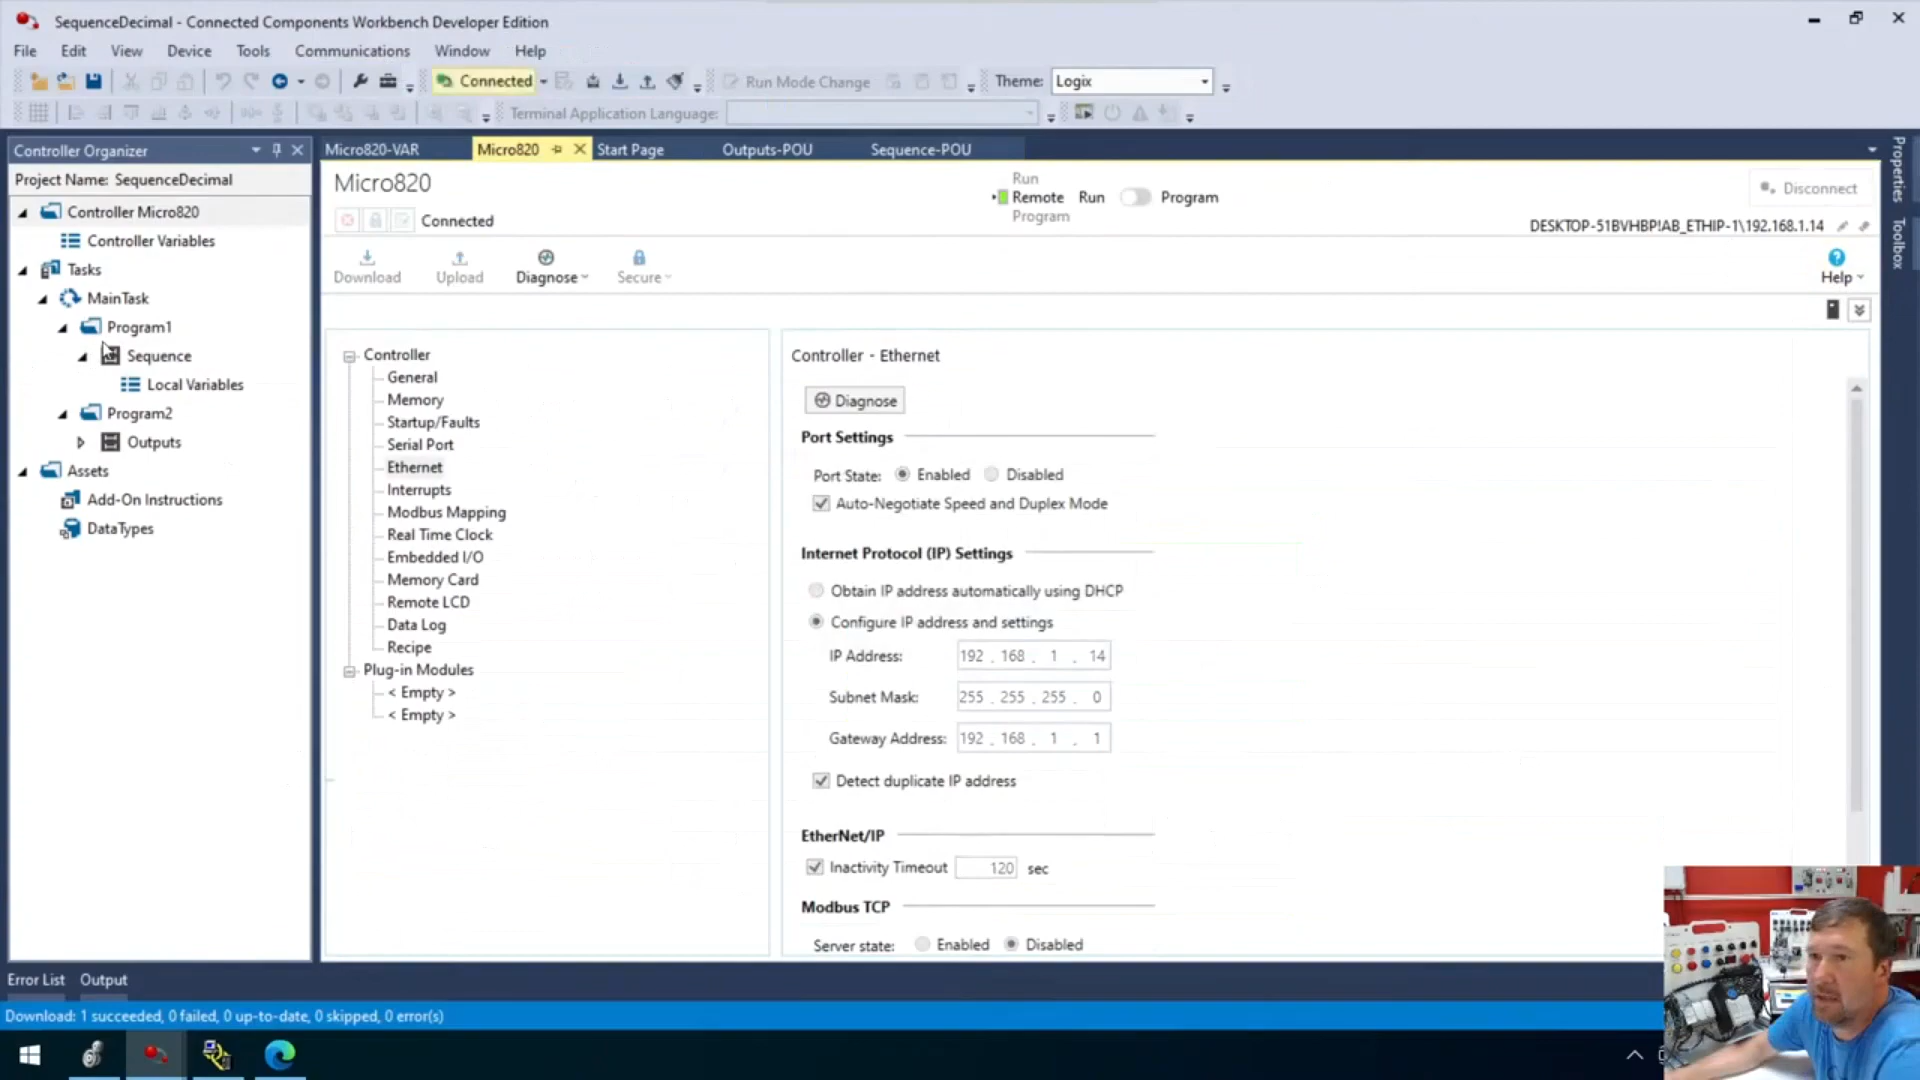 SequenceDecimal - Connected Components Workbench Developer Edition
File Edit View Device Tools Communications Window Help
Connected Run Mode Change Theme: Logix
Terminal Application Language:
Controller Organizer
Project Name: SequenceDecimal
Controller Micro820
Controller Variables
Tasks
MainTask
Program1
Sequence
Local Variables
Program2
Outputs
Assets
Add-On Instructions
DataTypes
Micro820-VAR Micro820 Start Page Outputs-POU Sequence-POU
Micro820
Connected
Run
Remote Run Program
Program
Disconnect
DESKTOP-51BVHBP!AB_ETHIP-1\192.168.1.14
Download Upload Diagnose Secure Help
Controller
General
Memory
Startup/Faults
Serial Port
Ethernet
Interrupts
Modbus Mapping
Real Time Clock
Embedded I/O
Memory Card
Remote LCD
Data Log
Recipe
Plug-in Modules
< Empty >
< Empty >
Controller - Ethernet
Diagnose
Port Settings
Port State: Enabled Disabled
Auto-Negotiate Speed and Duplex Mode
Internet Protocol (IP) Settings
Obtain IP address automatically using DHCP
Configure IP address and settings
IP Address: 192 . 168 . 1 . 14
Subnet Mask: 255 . 255 . 255 . 0
Gateway Address: 192 . 168 . 1 . 1
Detect duplicate IP address
EtherNet/IP
Inactivity Timeout 120 sec
Modbus TCP
Server state: Enabled Disabled
Properties
Toolbox
Error List Output
Download: 1 succeeded, 0 failed, 0 up-to-date, 0 skipped, 0 error(s)